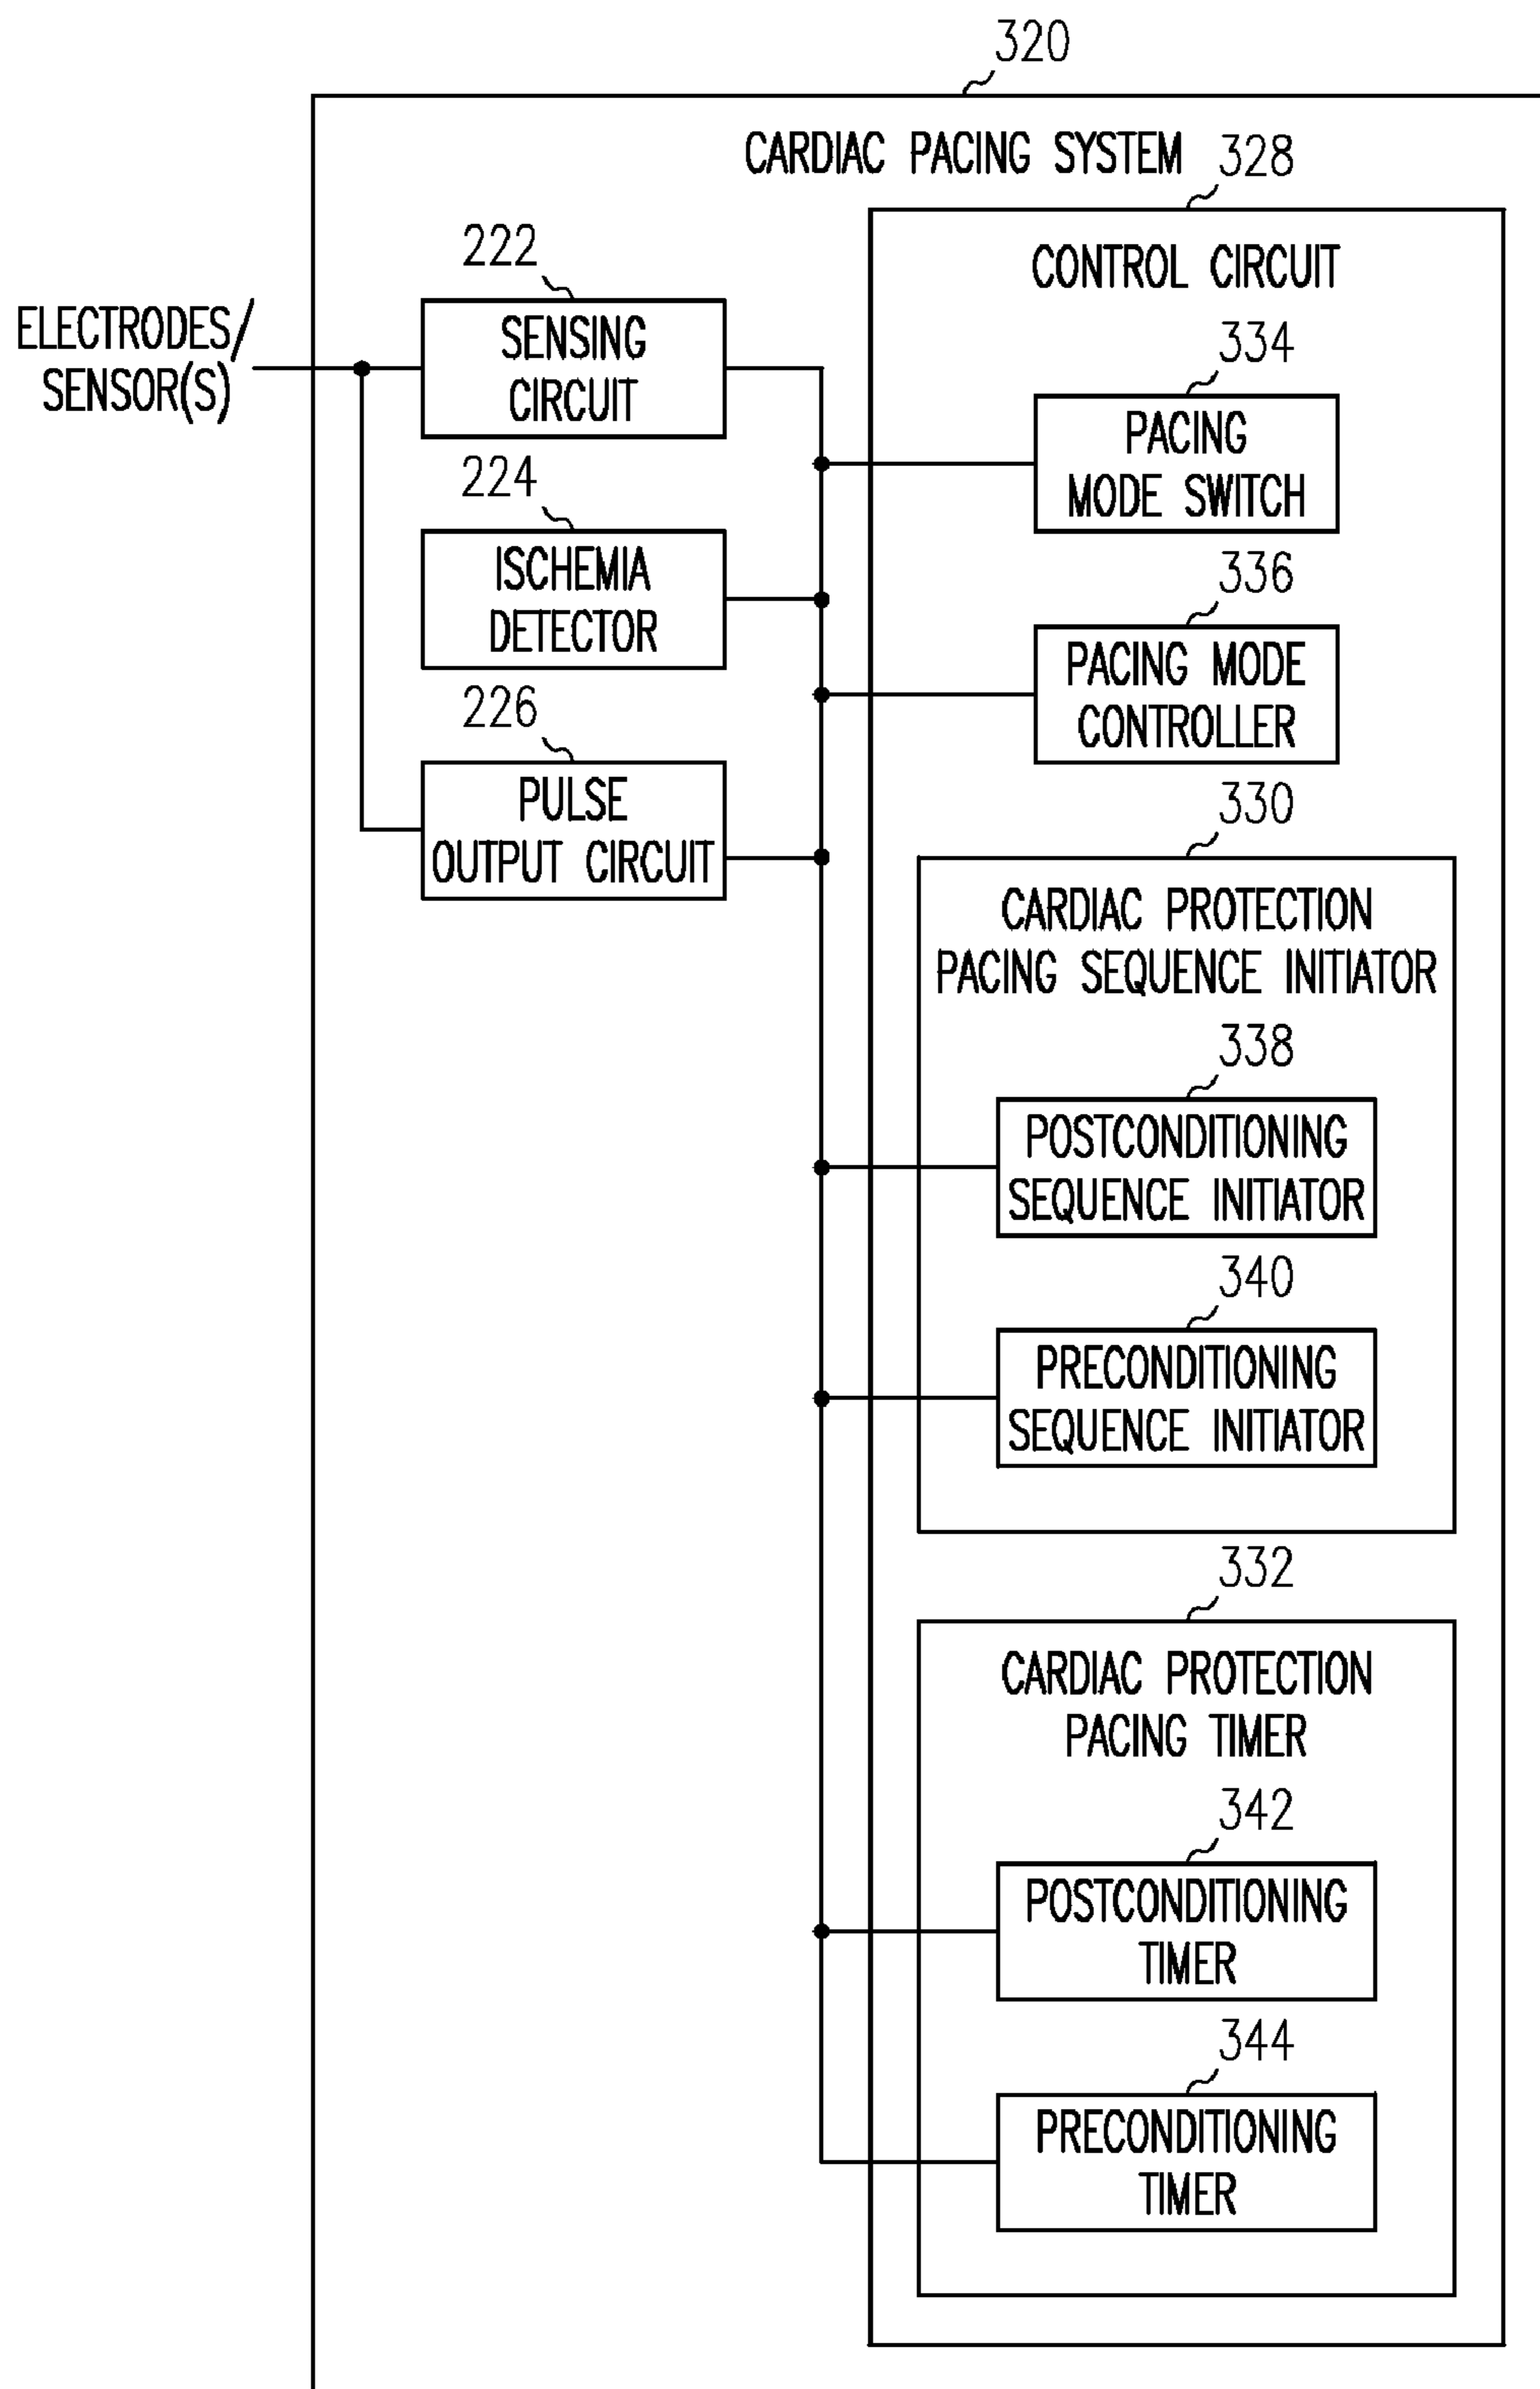 320
CARDIAC PACING SYSTEM
328
CONTROL CIRCUIT
222
ELECTRODES/
SENSOR(S)
SENSING
CIRCUIT
334
PACING
MODE SWITCH
224
ISCHEMIA
DETECTOR
336
PACING MODE
CONTROLLER
226
PULSE
OUTPUT CIRCUIT
330
CARDIAC PROTECTION
PACING SEQUENCE INITIATOR
338
POSTCONDITIONING
SEQUENCE INITIATOR
340
PRECONDITIONING
SEQUENCE INITIATOR
332
CARDIAC PROTECTION
PACING TIMER
342
POSTCONDITIONING
TIMER
344
PRECONDITIONING
TIMER